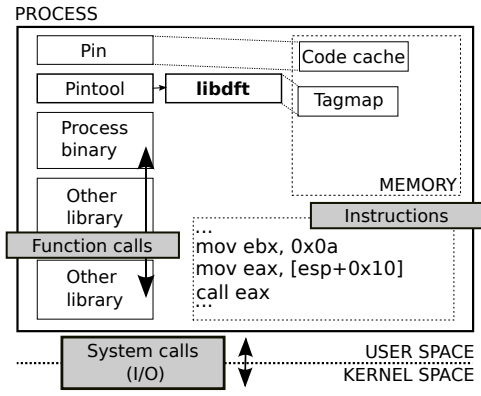 PROCESS
Pin
Code cache
Pintool
libdft
Tagmap
Process
binary
MEMORY
Other
library
Instructions
Function calls
...
mov ebx, 0x0a
mov eax, [esp+0x10]
call eax
...
Other
library
System calls
(I/O)
USER SPACE
KERNEL SPACE